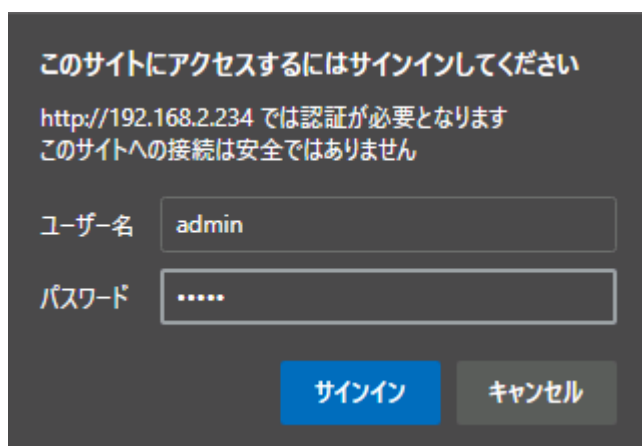 このサイトにアクセスするにはサインインしてください
http://192.168.2.234 では認証が必要となります
このサイトへの接続は安全ではありません
ユーザー名 admin
パスワード •••••
サインイン キャンセル